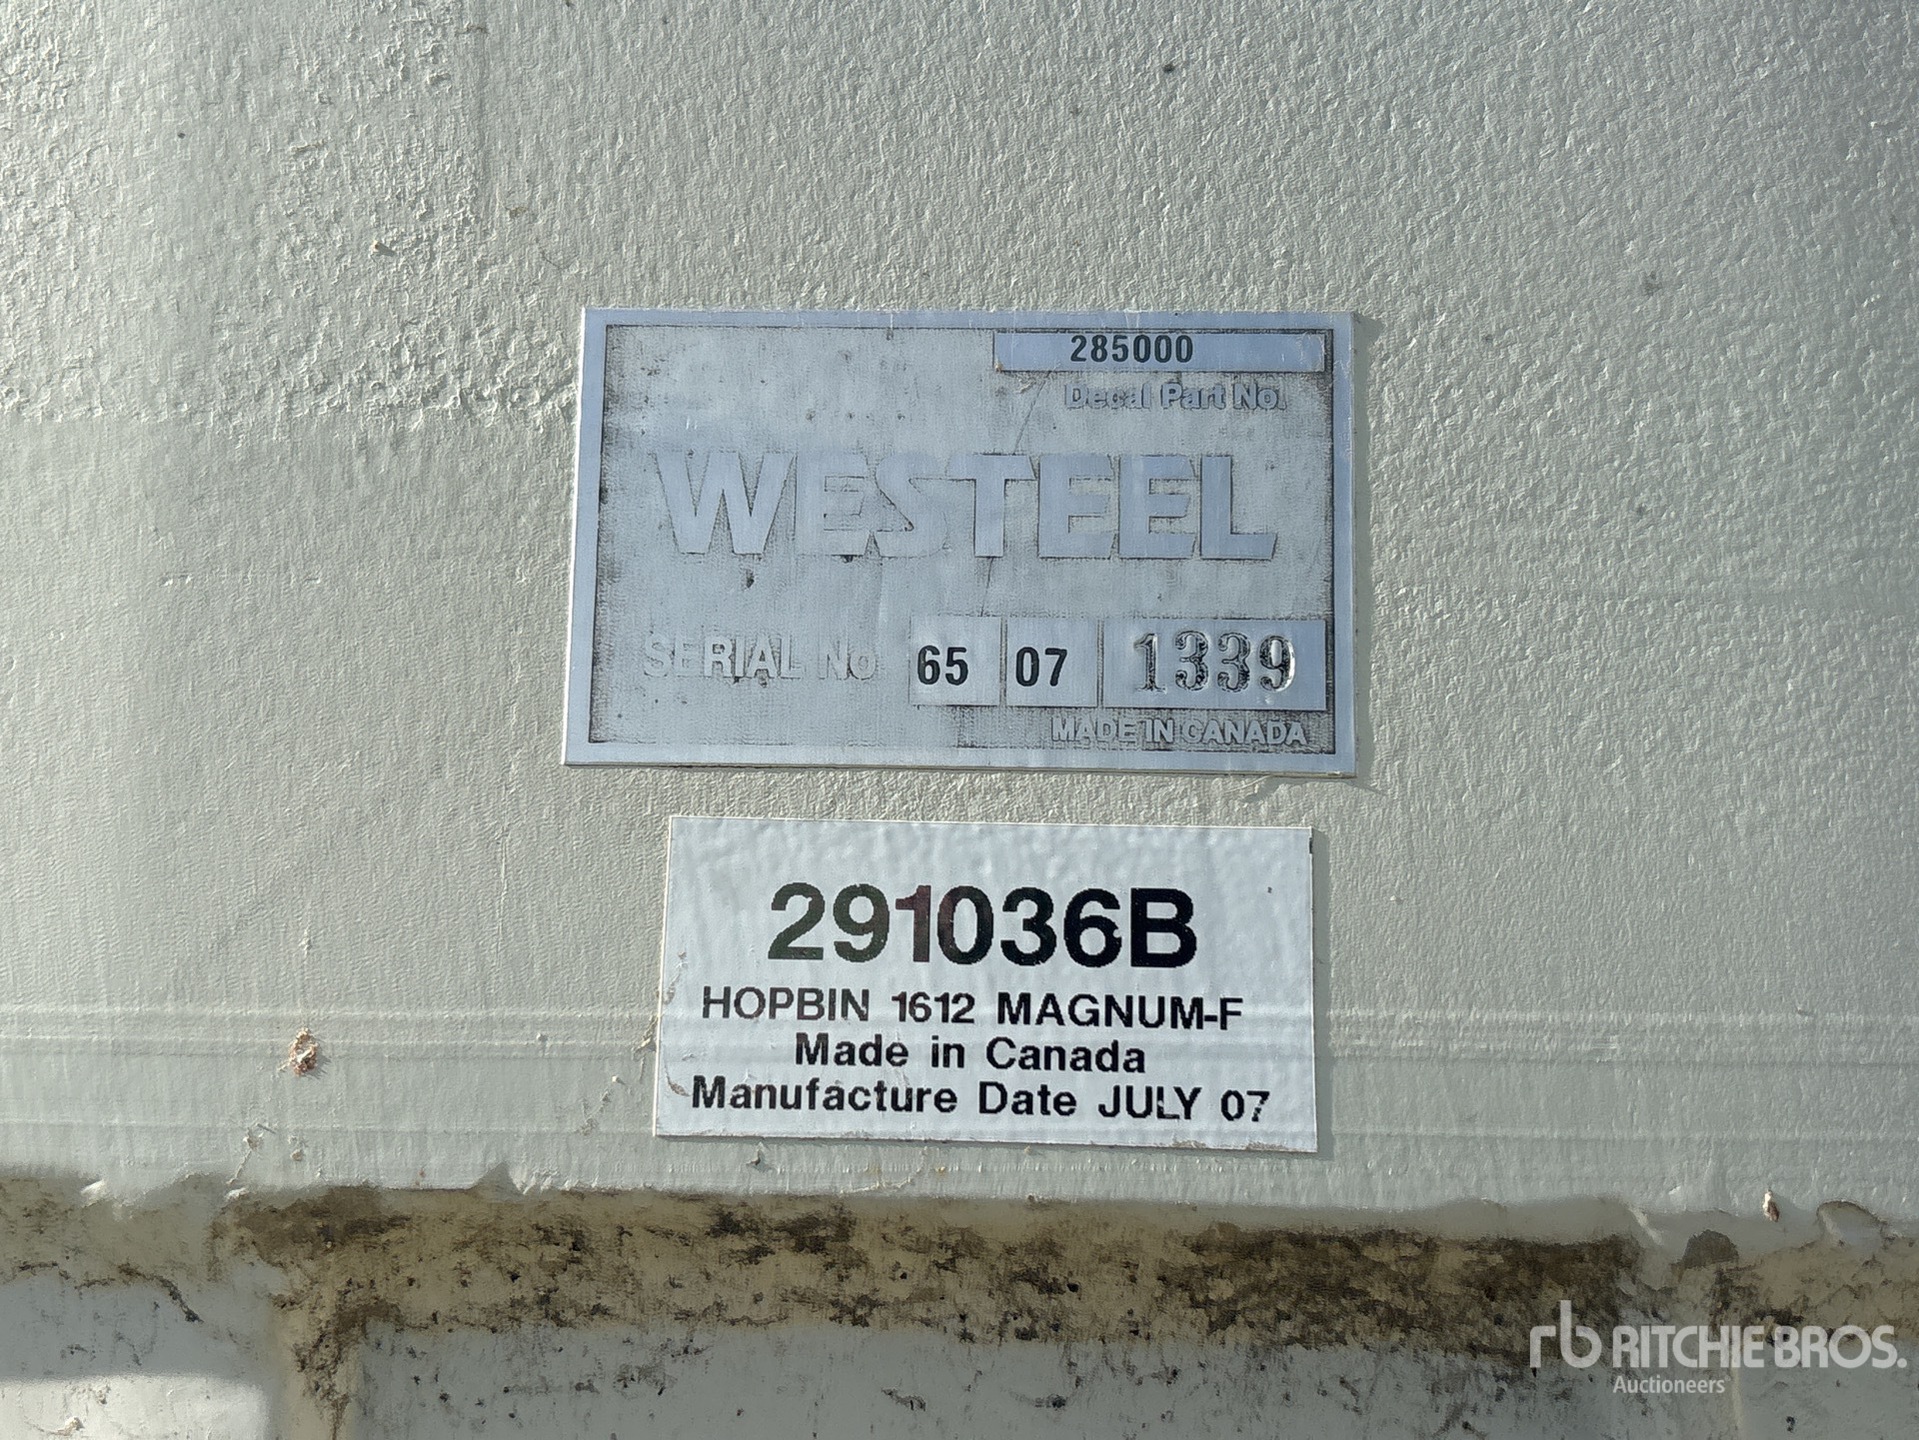 285000
Decal Part No.
WESTEEL
SERIAL No 65 07 1339
MADE IN CANADA
291036B
HOPBIN 1612 MAGNUM-F
Made in Canada
Manufacture Date JULY 07
rb RITCHIE BROS.
Auctioneers